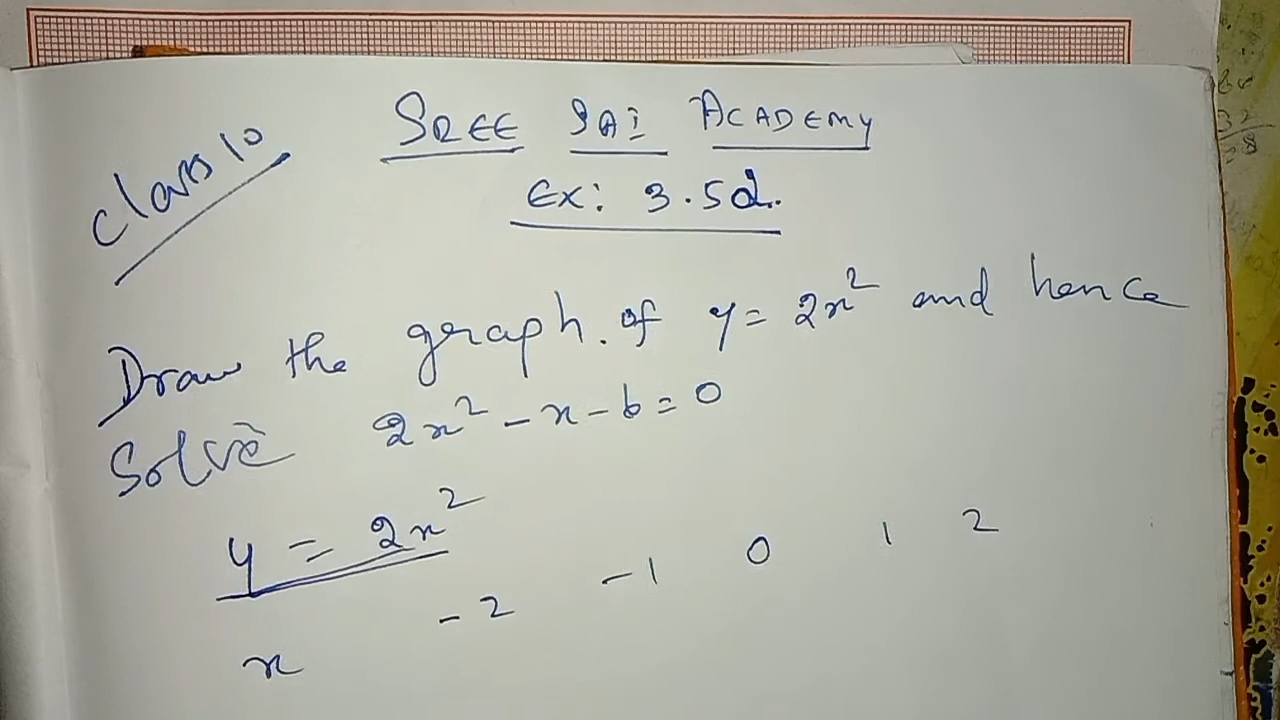 SREE SAI ACADEMY
Class 10
Ex: 3.52.
Draw the graph. of y = 2x² and hence
Solve 2x² - x - 6 = 0
y = 2x²
x -2 -1 0 1 2